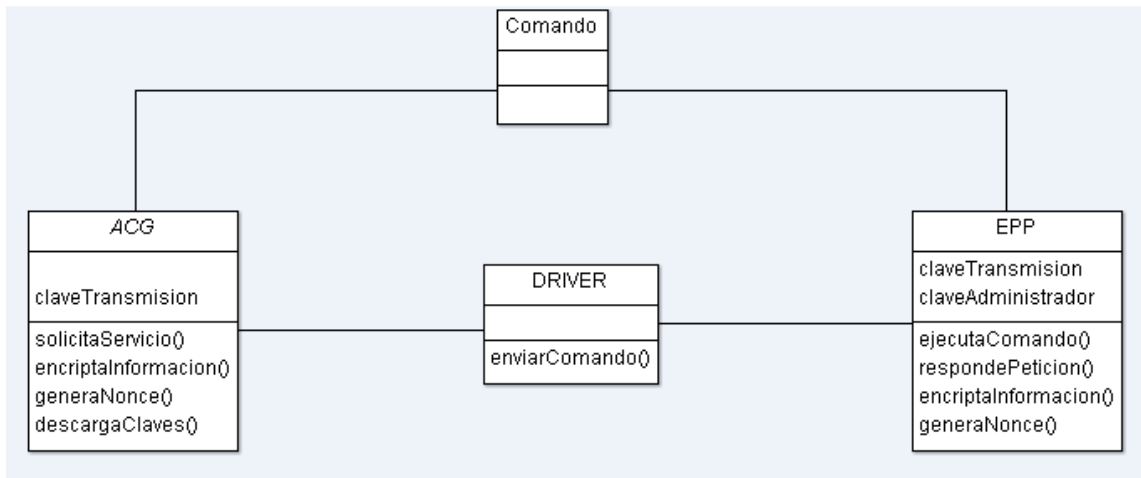 Comando
ACG
claveTransmision
solicitaServicio()
encriptaInformacion()
generaNonce()
descargaClaves()
DRIVER
enviarComando()
EPP
claveTransmision
claveAdministrador
ejecutaComando()
respondePeticion()
encriptaInformacion()
generaNonce()